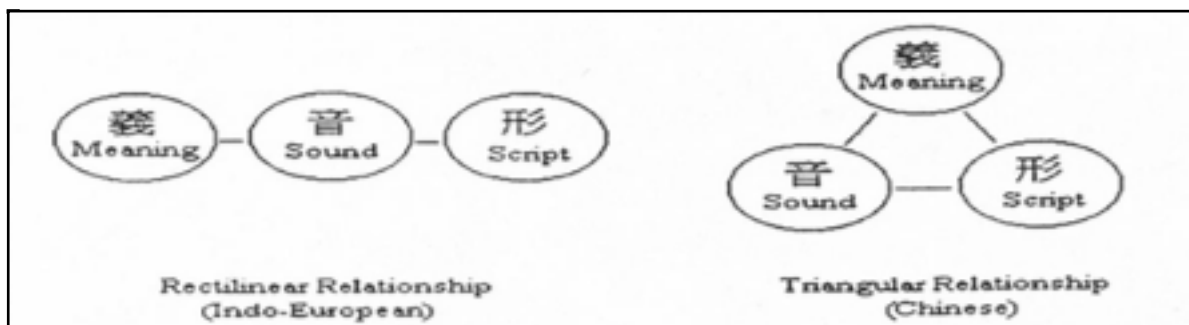 義
Meaning
音
Sound
形
Script
Rectilinear Relationship
(Indo-European)
義
Meaning
音
Sound
形
Script
Triangular Relationship
(Chinese)